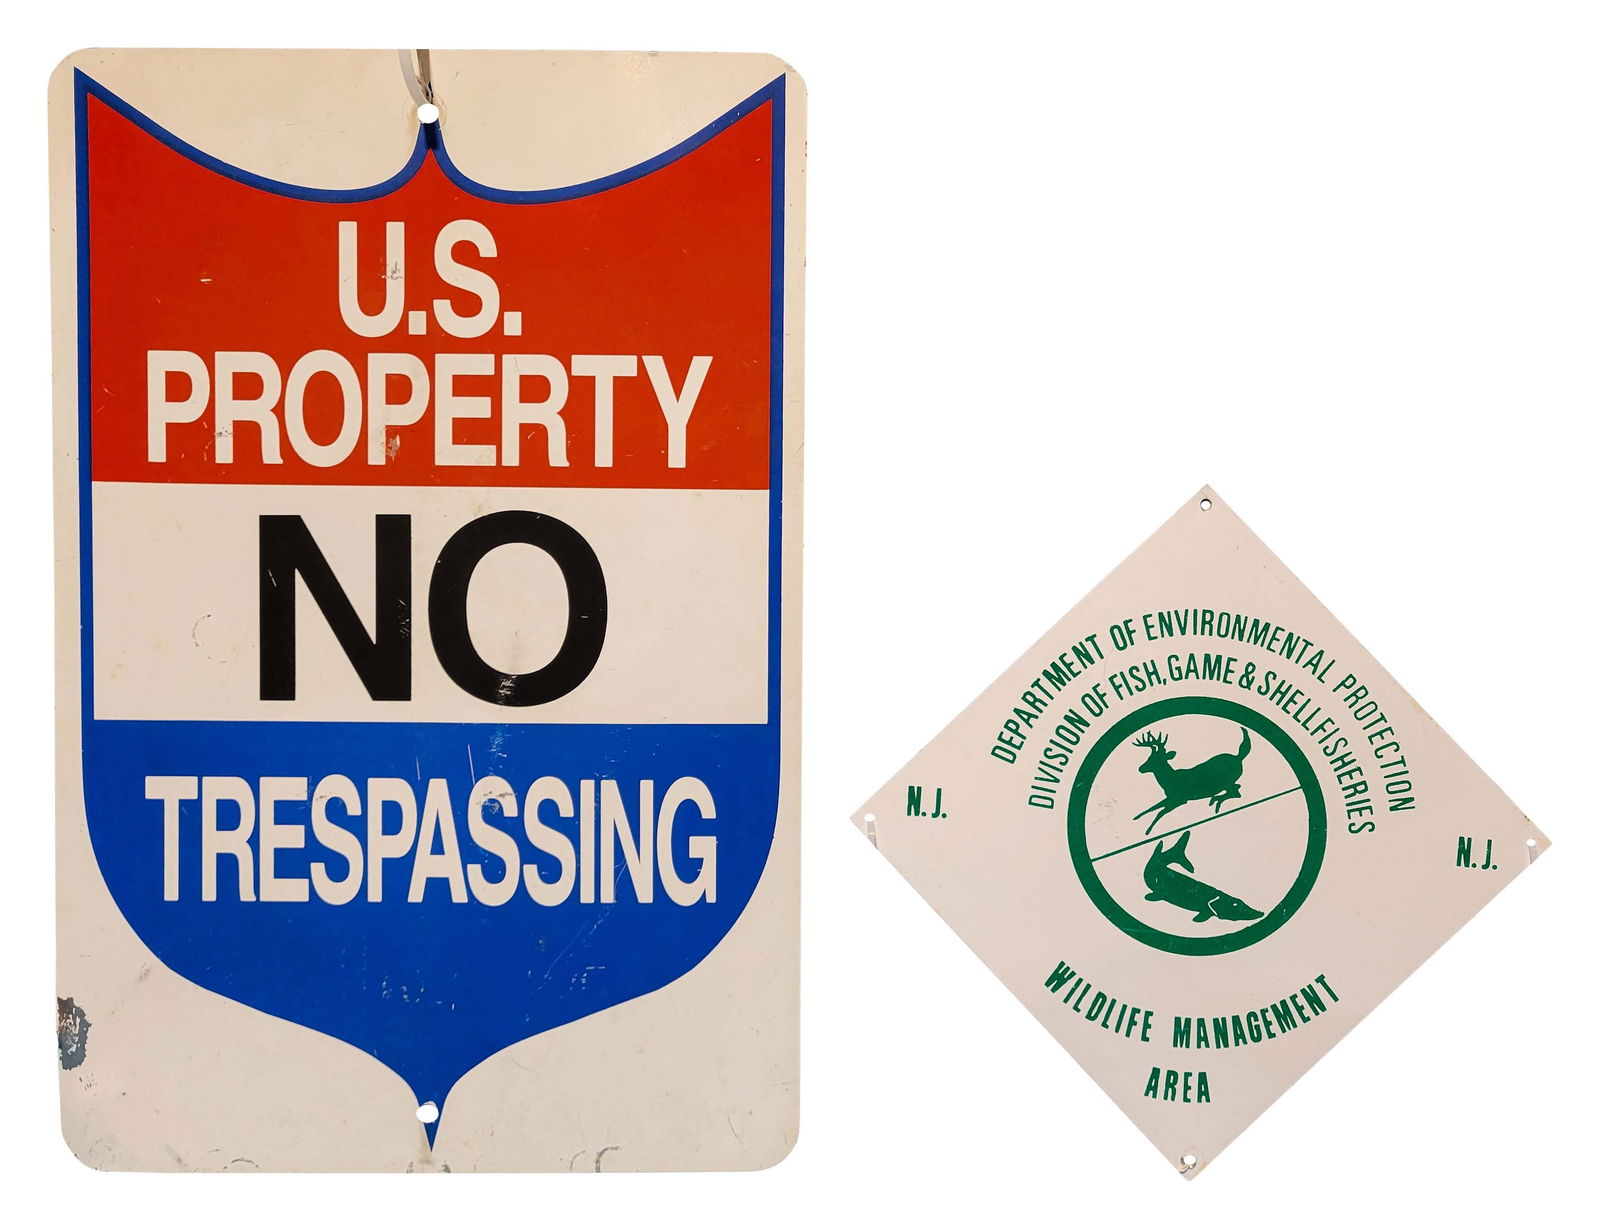 U.S.
PROPERTY
NO
TRESPASSING
DEPARTMENT OF ENVIRONMENTAL PROTECTION
DIVISION OF FISH, GAME & SHELLFISHERIES
N.J.
N.J.
WILDLIFE MANAGEMENT
AREA